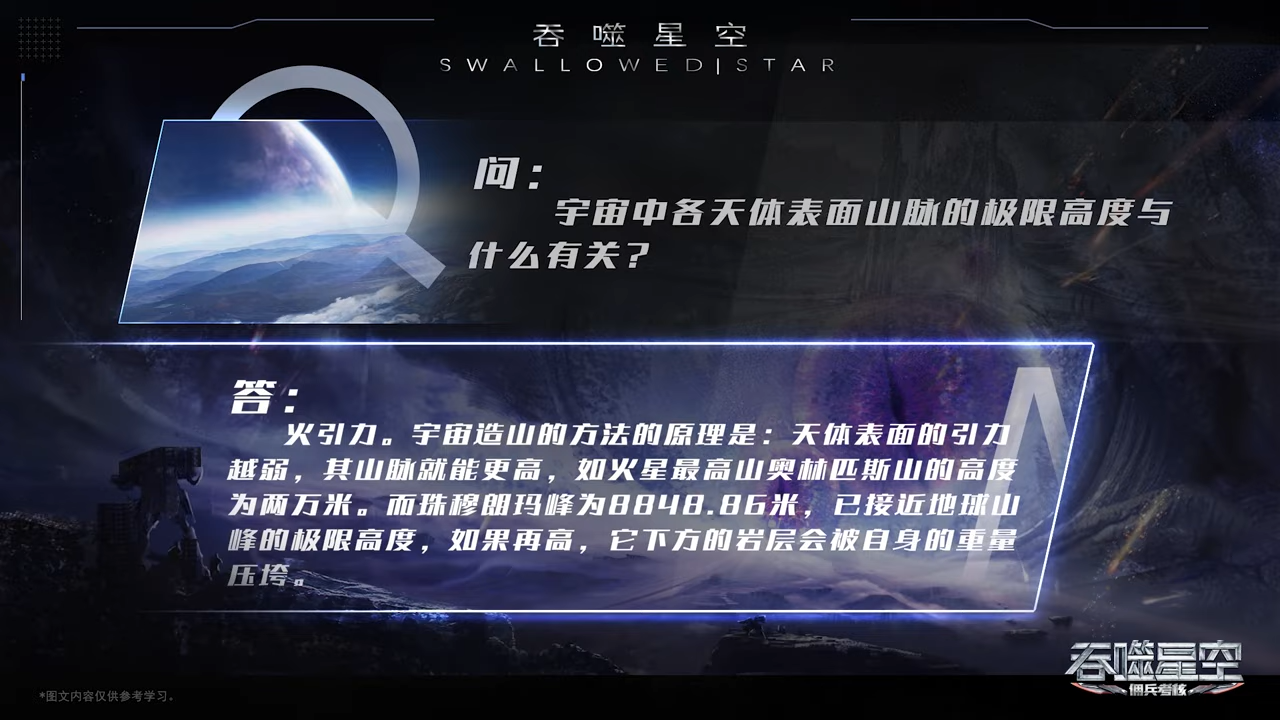 吞噬星空
SWALLOWED|STAR
问：
宇宙中各天体表面山脉的极限高度与
什么有关？
答：
火引力。宇宙造山的方法的原理是：天体表面的引力
越弱，其山脉就能更高，如火星最高山奥林匹斯山的高度
为两万米。而珠穆朗玛峰为8848.86米，已接近地球山
峰的极限高度，如果再高，它下方的岩层会被自身的重量
压垮。
A
吞噬星空
佣兵考核
*图文内容仅供参考学习。